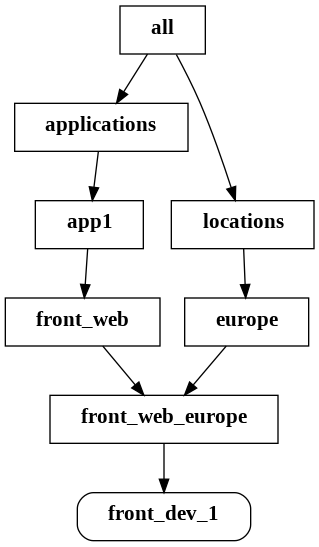 all
applications
app1
locations
front_web
europe
front_web_europe
front_dev_1